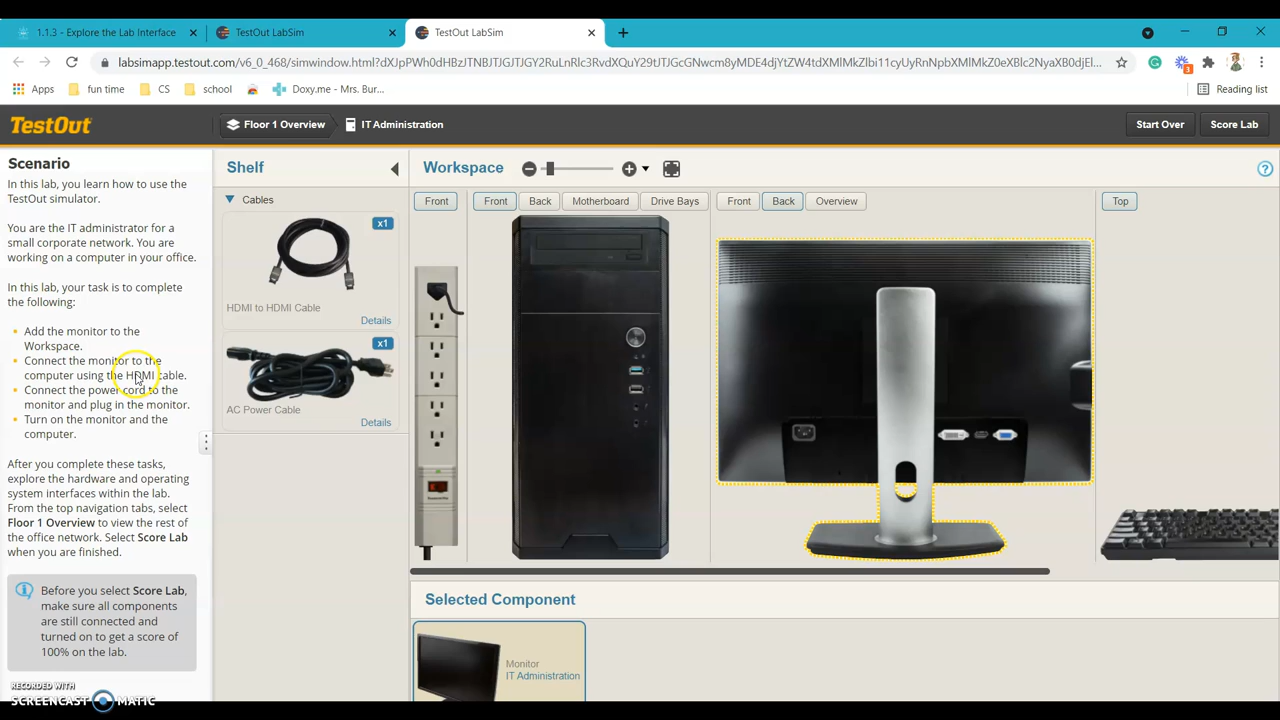 1.1.3 - Explore the Lab Interface
TestOut LabSim
TestOut LabSim
labsimapp.testout.com/v6_0_468/simwindow.html?
Apps
fun time
CS
school
Doxy.me - Mrs. Bur...
3
Reading list
TestOut
Floor 1 Overview
IT Administration
Start Over
Score Lab
Scenario
In this lab, you learn how to use the
TestOut simulator.
You are the IT administrator for a
small corporate network. You are
working on a computer in your office.
In this lab, your task is to complete
the following:
Add the monitor to the
Workspace.
Connect the monitor to the
computer using the HDMI cable.
Connect the power cord to the
monitor and plug in the monitor.
Turn on the monitor and the
computer.
After you complete these tasks,
explore the hardware and operating
system interfaces within the lab.
From the top navigation tabs, select
Floor 1 Overview to view the rest of
the office network. Select Score Lab
when you are finished.
Before you select Score Lab,
make sure all components
are still connected and
turned on to get a score of
100% on the lab.
RECORDED WITH
SCREENCAST MATIC
Shelf
Cables
x1
HDMI to HDMI Cable
Details
x1
AC Power Cable
Details
Workspace
Front
Front
Back
Motherboard
Drive Bays
Front
Back
Overview
Top
Selected Component
Monitor
IT Administration